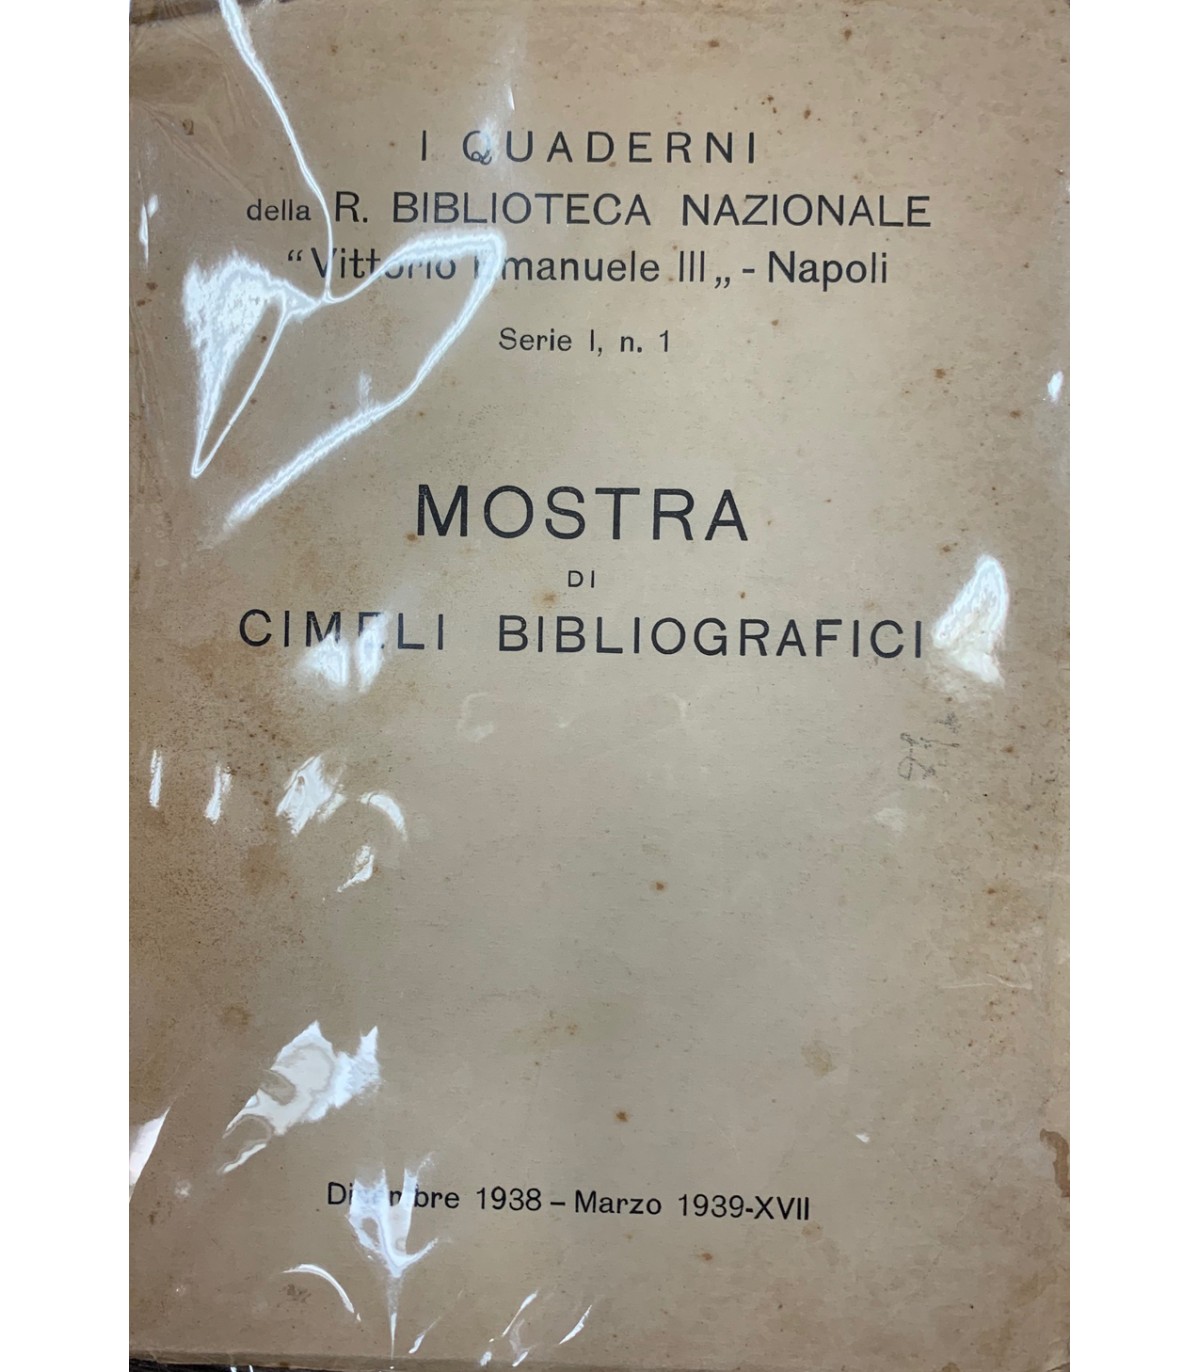 I QUADERNI
della R. BIBLIOTECA NAZIONALE
“Vittorio Emanuele III„ - Napoli
Serie I, n. 1
MOSTRA
DI
CIMELI BIBLIOGRAFICI
Dicembre 1938 – Marzo 1939-XVII